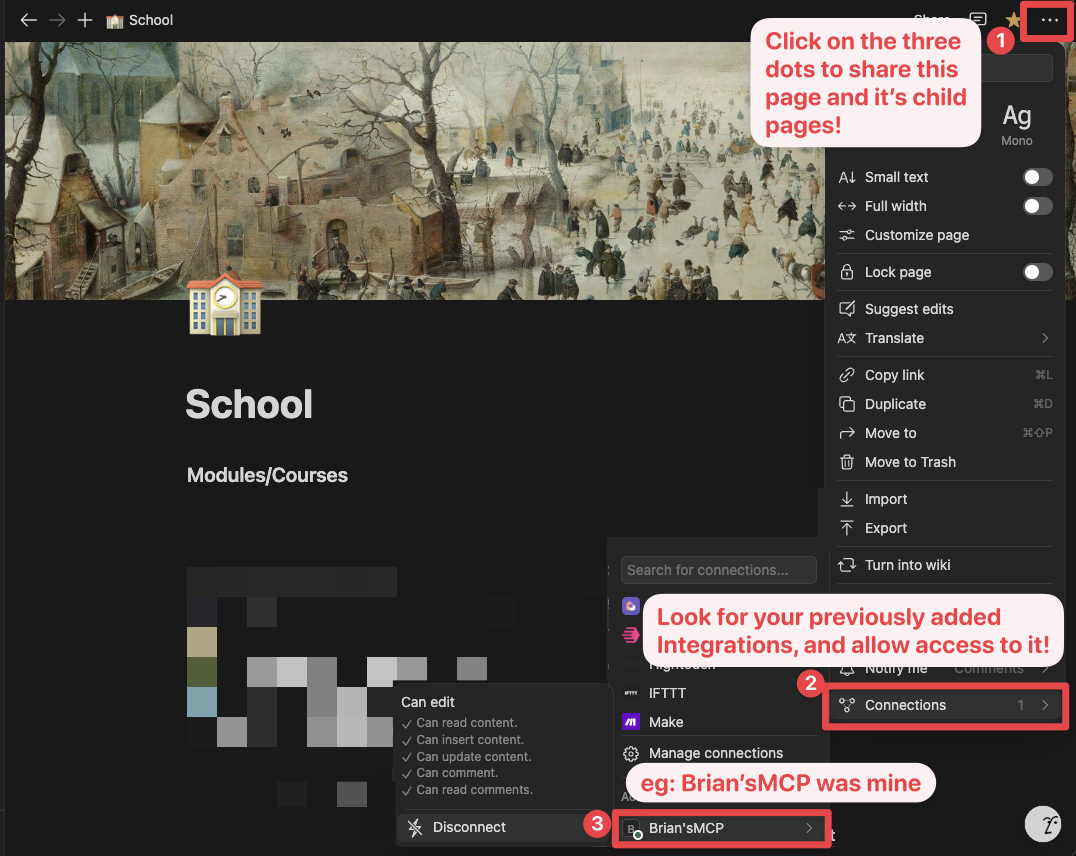 School
Share
1
Click on the three
dots to share this
page and it's child
pages!
Ag
Mono
Small text
Full width
Customize page
Lock page
Suggest edits
Translate
Copy link ⌘L
Duplicate ⌘D
Move to ⌘⇧P
Move to Trash
Import
Export
Turn into wiki
School
Modules/Courses
Search for connections...
Look for your previously added
Integrations, and allow access to it!
Hightouch
Notify me Comments
2
IFTTT
Connections 1
Make
Manage connections
eg: Brian'sMCP was mine
Can edit
Can read content.
Can insert content.
Can update content.
Can comment.
Can read comments.
Disconnect
3
B
Brian'sMCP